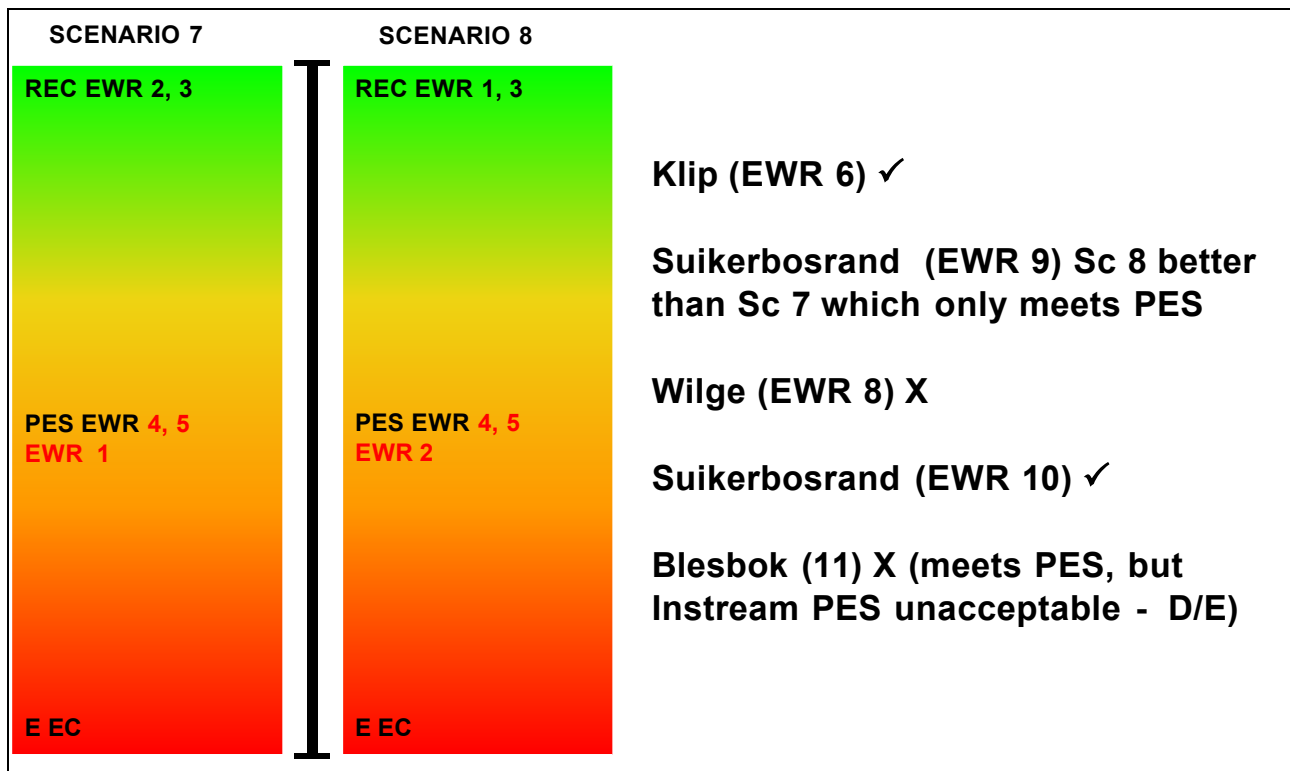 SCENARIO 7
REC EWR 2, 3
PES EWR 4, 5
EWR 1
E EC
SCENARIO 8
REC EWR 1, 3
PES EWR 4, 5
EWR 2
E EC
Klip (EWR 6) ✓
Suikerbosrand (EWR 9) Sc 8 better
than Sc 7 which only meets PES
Wilge (EWR 8) X
Suikerbosrand (EWR 10) ✓
Blesbok (11) X (meets PES, but
Instream PES unacceptable - D/E)